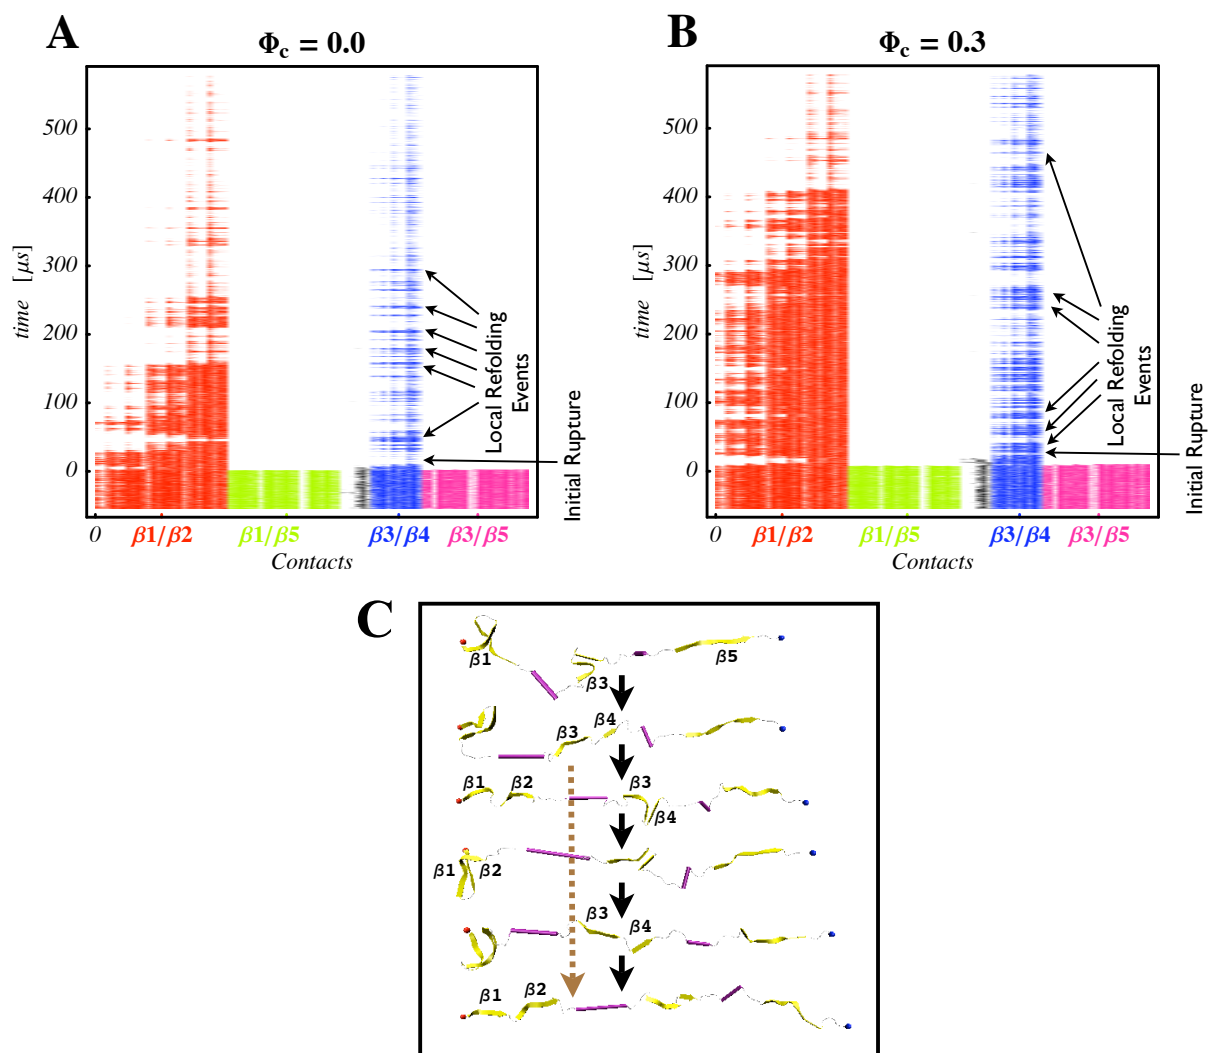 A
Φc = 0.0
500
400
300
200
100
0
time [μs]
Local Refolding
Events
Initial Rupture
0
β1/β2
β1/β5
β3/β4
β3/β5
Contacts
B
Φc = 0.3
500
400
300
200
100
0
time [μs]
Local Refolding
Events
Initial Rupture
0
β1/β2
β1/β5
β3/β4
β3/β5
Contacts
C
β1
β3
β5
β3
β4
β1
β2
β3
β4
β1
β2
β3
β4
β1
β2